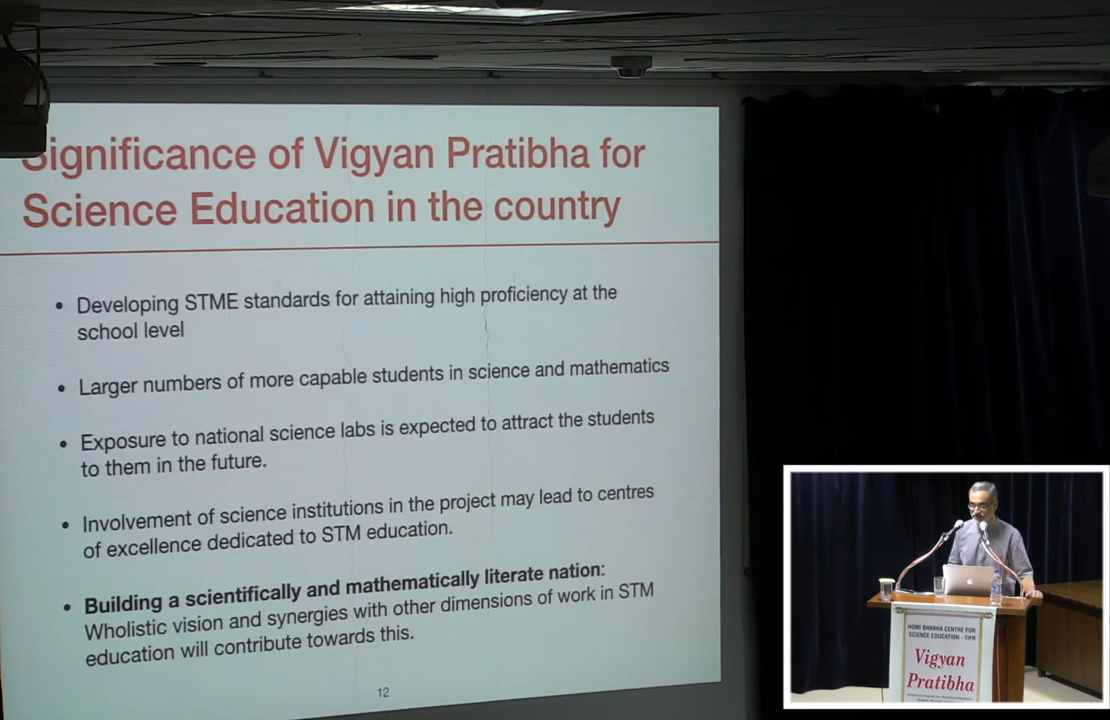 Significance of Vigyan Pratibha for
Science Education in the country
• Developing STME standards for attaining high proficiency at the
school level
• Larger numbers of more capable students in science and mathematics
• Exposure to national science labs is expected to attract the students
to them in the future.
• Involvement of science institutions in the project may lead to centres
of excellence dedicated to STM education.
• Building a scientifically and mathematically literate nation:
Wholistic vision and synergies with other dimensions of work in STM
education will contribute towards this.
12
HOMI BHABHA CENTRE FOR
SCIENCE EDUCATION - TIFR
Vigyan
Pratibha